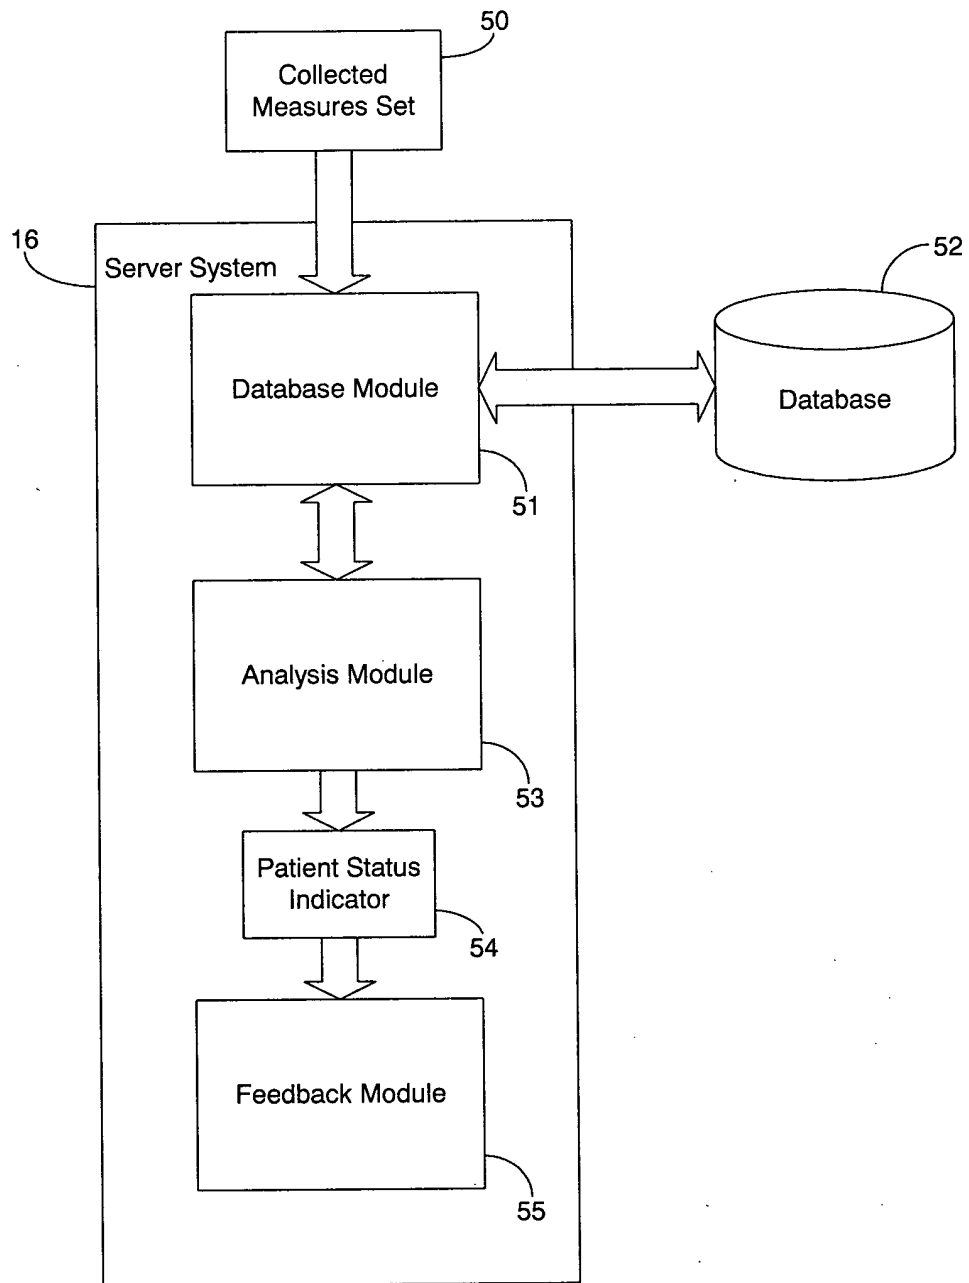 50
Collected
Measures Set
16
Server System
52
Database Module
Database
51
Analysis Module
53
Patient Status
Indicator
54
Feedback Module
55